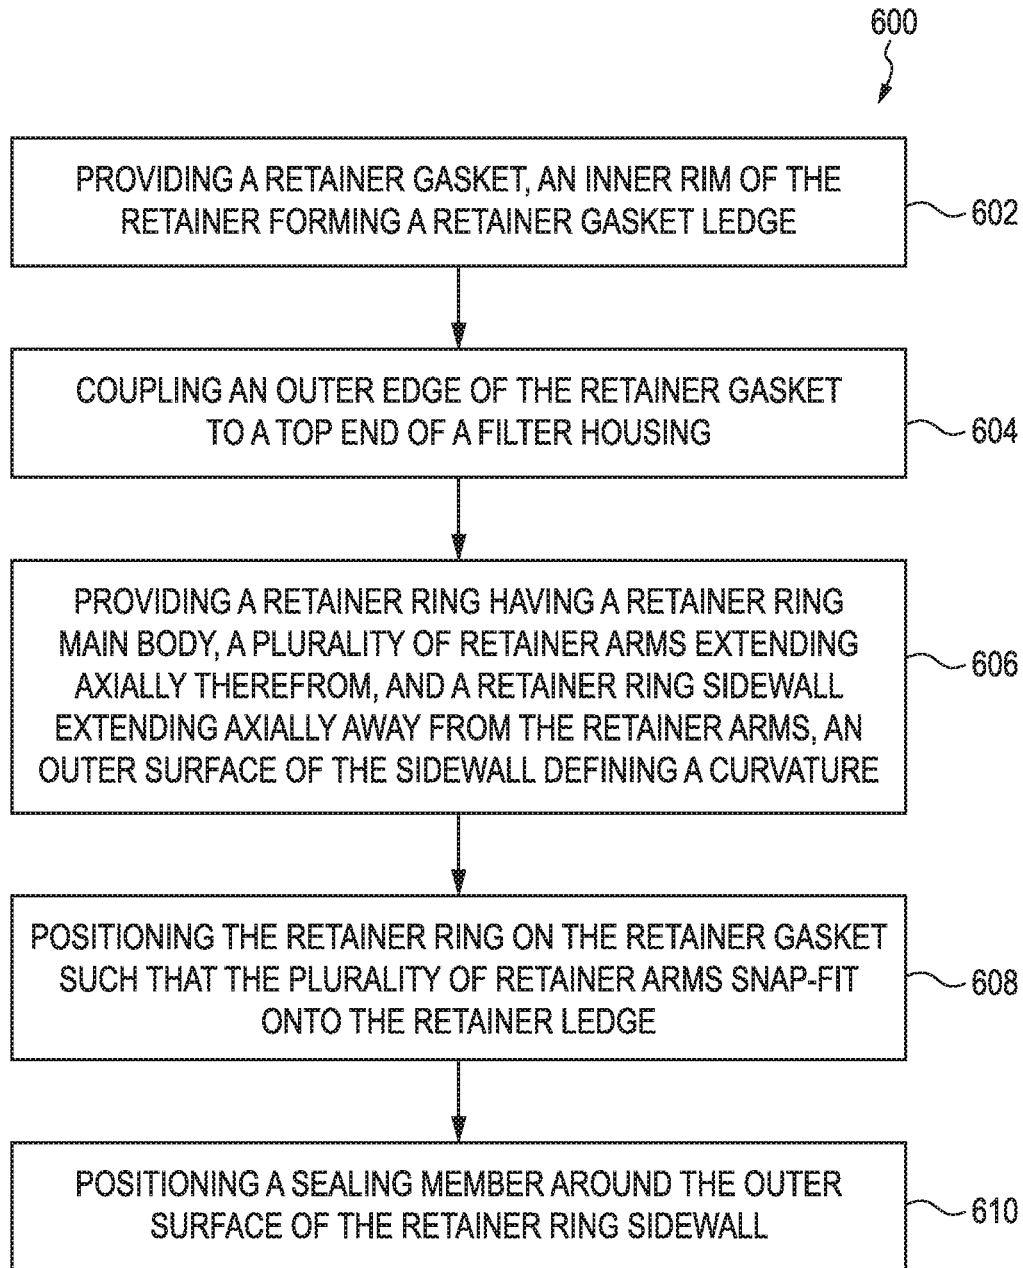 600
PROVIDING A RETAINER GASKET, AN INNER RIM OF THE
RETAINER FORMING A RETAINER GASKET LEDGE
602
COUPLING AN OUTER EDGE OF THE RETAINER GASKET
TO A TOP END OF A FILTER HOUSING
604
PROVIDING A RETAINER RING HAVING A RETAINER RING
MAIN BODY, A PLURALITY OF RETAINER ARMS EXTENDING
AXIALLY THEREFROM, AND A RETAINER RING SIDEWALL
EXTENDING AXIALLY AWAY FROM THE RETAINER ARMS, AN
OUTER SURFACE OF THE SIDEWALL DEFINING A CURVATURE
606
POSITIONING THE RETAINER RING ON THE RETAINER GASKET
SUCH THAT THE PLURALITY OF RETAINER ARMS SNAP-FIT
ONTO THE RETAINER LEDGE
608
POSITIONING A SEALING MEMBER AROUND THE OUTER
SURFACE OF THE RETAINER RING SIDEWALL
610